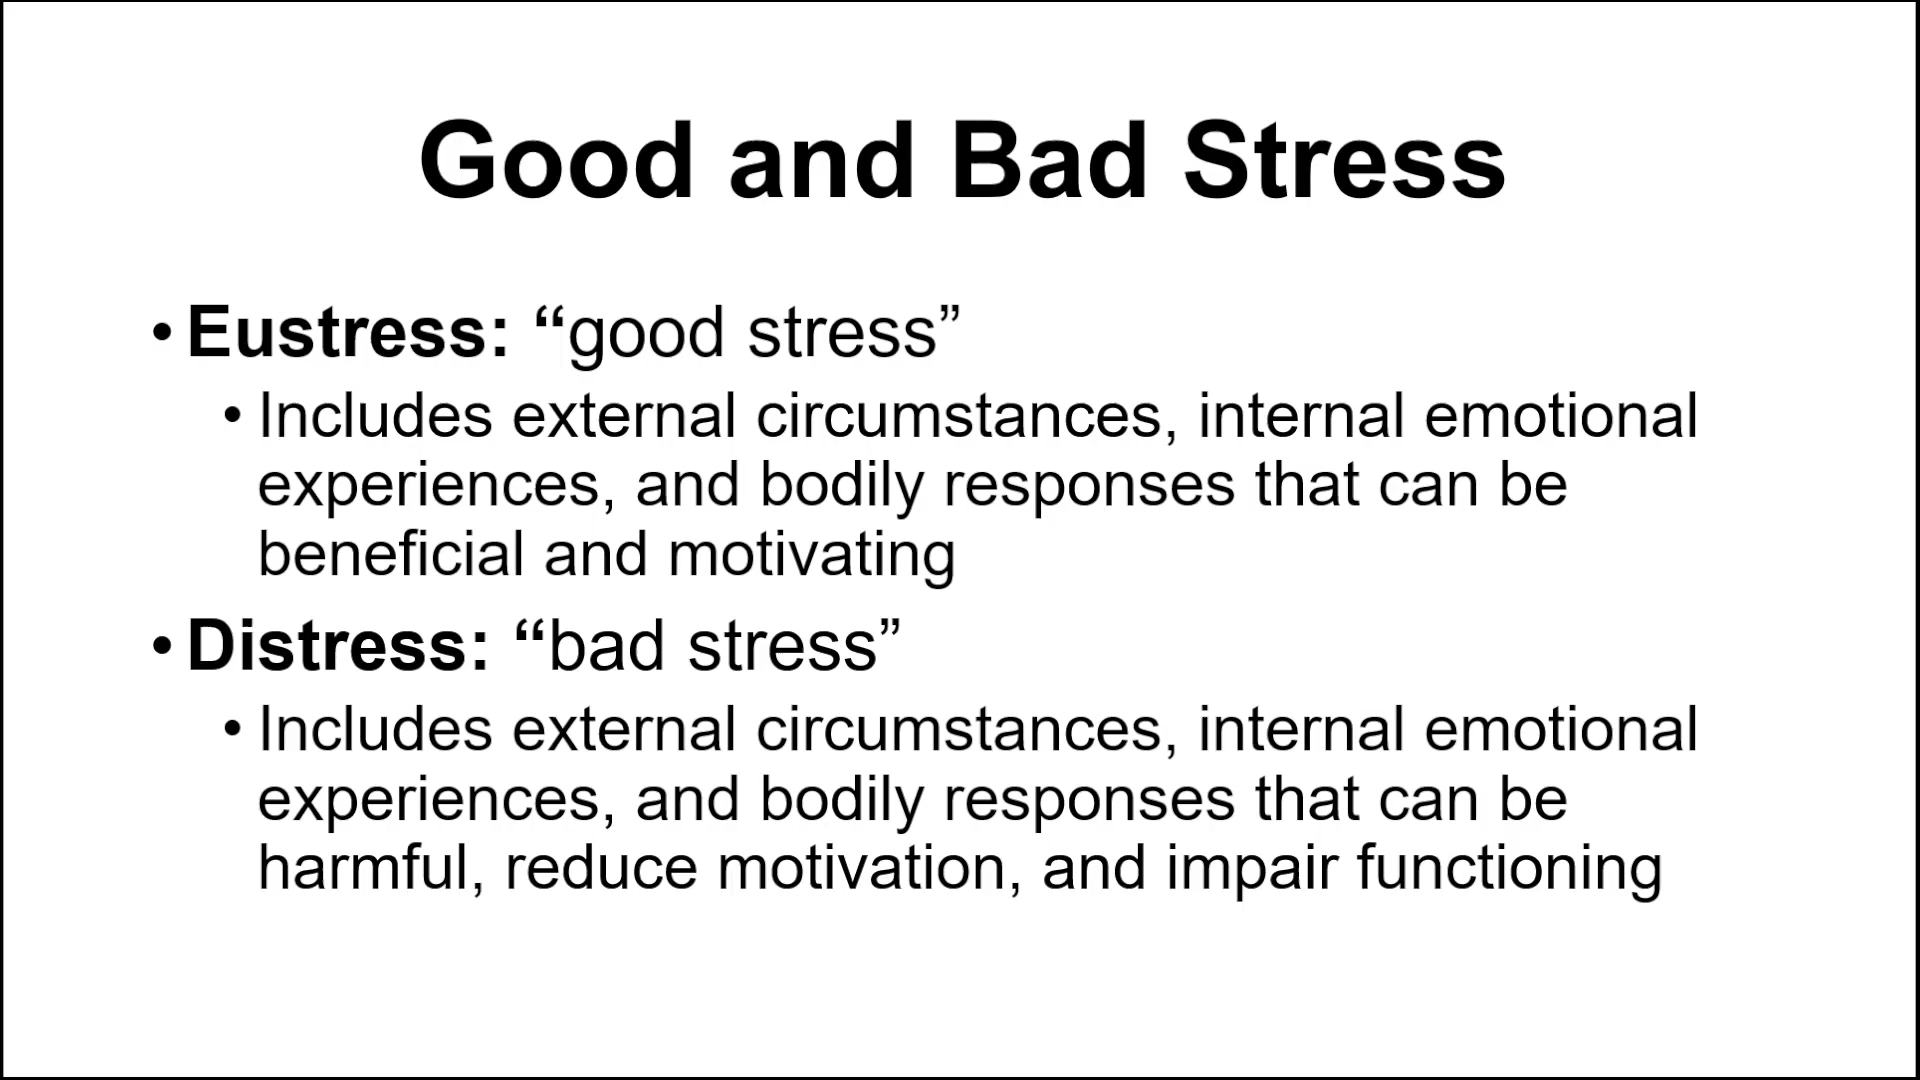 Good and Bad Stress
• Eustress: “good stress”
• Includes external circumstances, internal emotional
experiences, and bodily responses that can be
beneficial and motivating
• Distress: “bad stress”
• Includes external circumstances, internal emotional
experiences, and bodily responses that can be
harmful, reduce motivation, and impair functioning